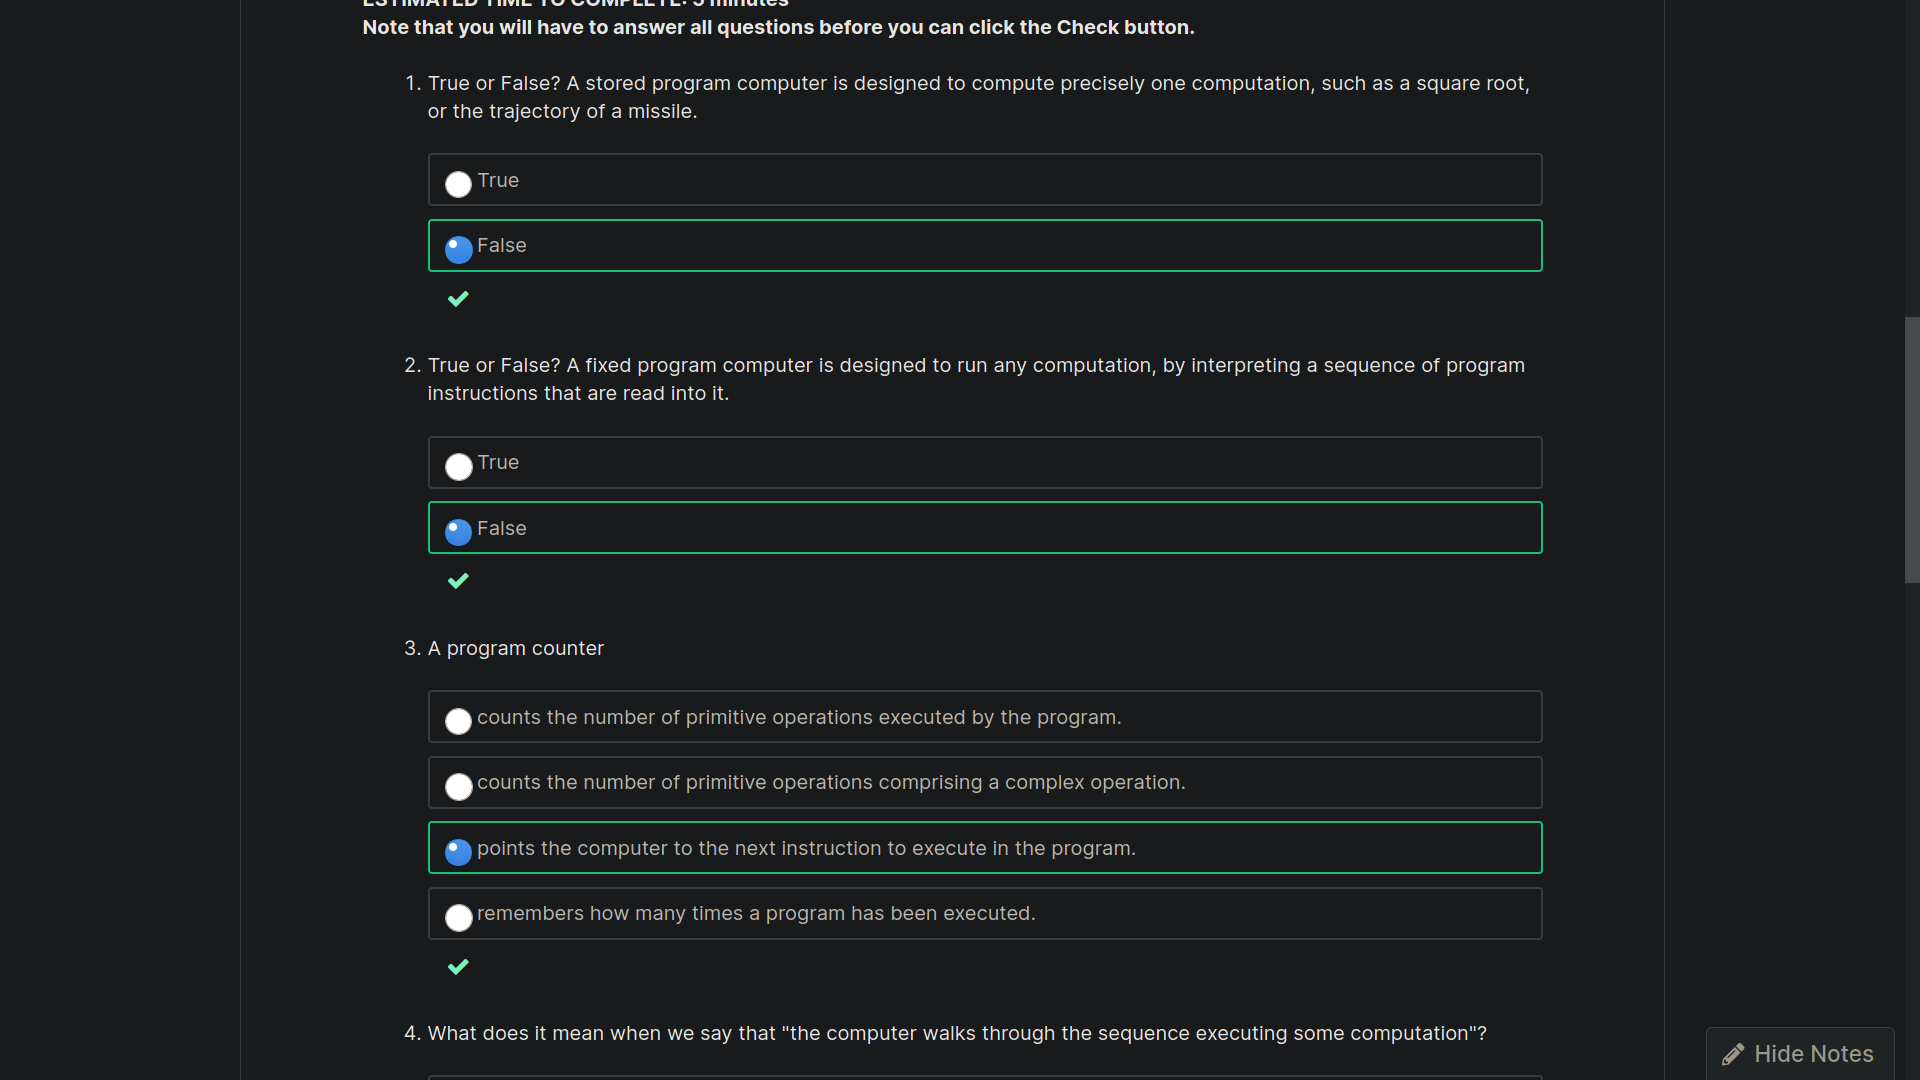 ESTIMATED TIME TO COMPLETE: 5 minutes
Note that you will have to answer all questions before you can click the Check button.
1. True or False? A stored program computer is designed to compute precisely one computation, such as a square root,
or the trajectory of a missile.
True
False
2. True or False? A fixed program computer is designed to run any computation, by interpreting a sequence of program
instructions that are read into it.
True
False
3. A program counter
counts the number of primitive operations executed by the program.
counts the number of primitive operations comprising a complex operation.
points the computer to the next instruction to execute in the program.
remembers how many times a program has been executed.
4. What does it mean when we say that "the computer walks through the sequence executing some computation"?
Hide Notes